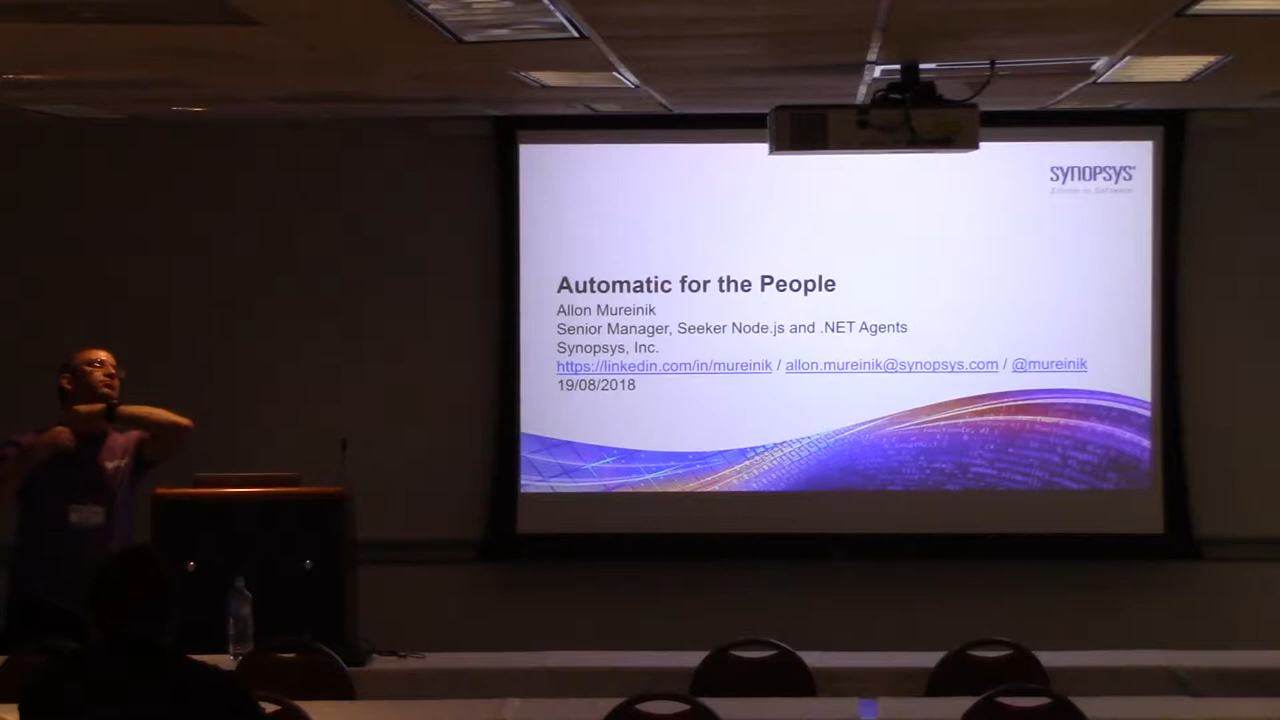 SYNOPSYS
Automatic for the People
Allon Mureinik
Senior Manager, Seeker Node.js and .NET Agents
Synopsys, Inc.
https://linkedin.com/in/mureinik / allon.mureinik@synopsys.com / @mureinik
19/08/2018